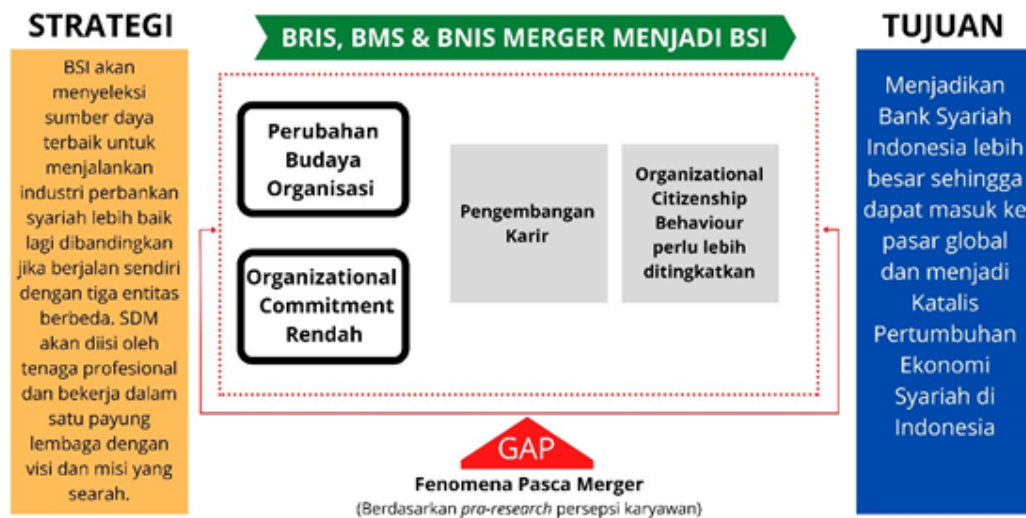 STRATEGI
BSI akan
menyeleksi
sumber daya
terbaik untuk
menjalankan
industri perbankan
syariah lebih baik
lagi dibandingkan
jika berjalan sendiri
dengan tiga entitas
berbeda. SDM
akan diisi oleh
tenaga profesional
dan bekerja dalam
satu payung
lembaga dengan
visi dan misi yang
searah.
BRIS, BMS & BNIS MERGER MENJADI BSI
Perubahan
Budaya
Organisasi
Organizational
Commitment
Rendah
Pengembangan
Karir
Organizational
Citizenship
Behaviour
perlu lebih
ditingkatkan
GAP
Fenomena Pasca Merger
(Berdasarkan pra-research persepsi karyawan)
TUJUAN
Menjadikan
Bank Syariah
Indonesia lebih
besar sehingga
dapat masuk ke
pasar global
dan menjadi
Katalis
Pertumbuhan
Ekonomi
Syariah di
Indonesia